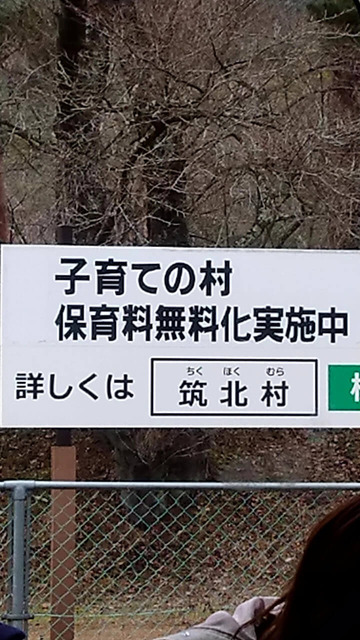 子育ての村
保育料無料化実施中
詳しくは
ちく ほく むら
筑北村